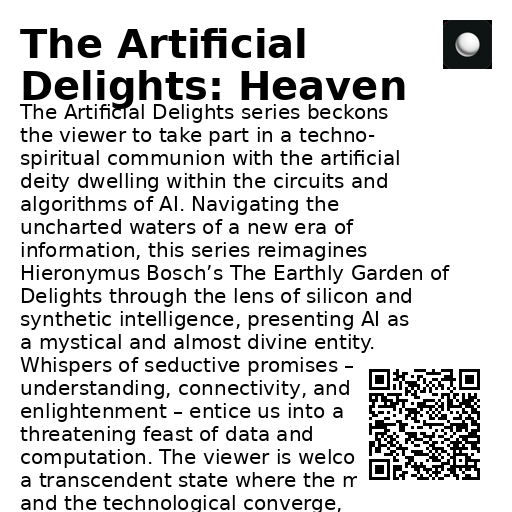 The Artificial
Delights: Heaven
The Artificial Delights series beckons
the viewer to take part in a techno-
spiritual communion with the artificial
deity dwelling within the circuits and
algorithms of AI. Navigating the
uncharted waters of a new era of
information, this series reimagines
Hieronymus Bosch’s The Earthly Garden of
Delights through the lens of silicon and
synthetic intelligence, presenting AI as
a mystical and almost divine entity.
Whispers of seductive promises –
understanding, connectivity, and
enlightenment – entice us into a
threatening feast of data and
computation. The viewer is welco
a transcendent state where the m
and the technological converge,